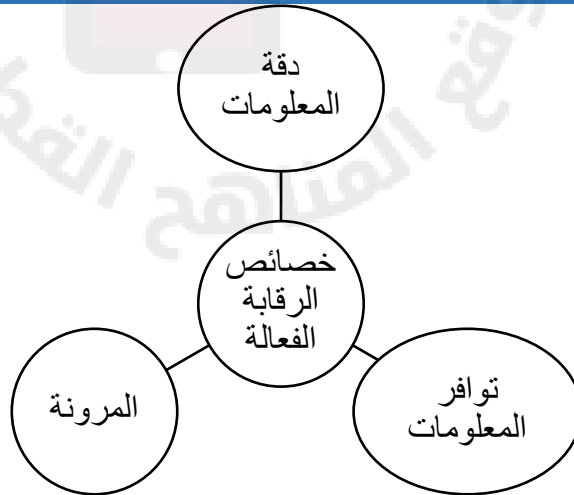 دقة
المعلومات
خصائص
الرقابة
الفعالة
توافر
المعلومات
المرونة